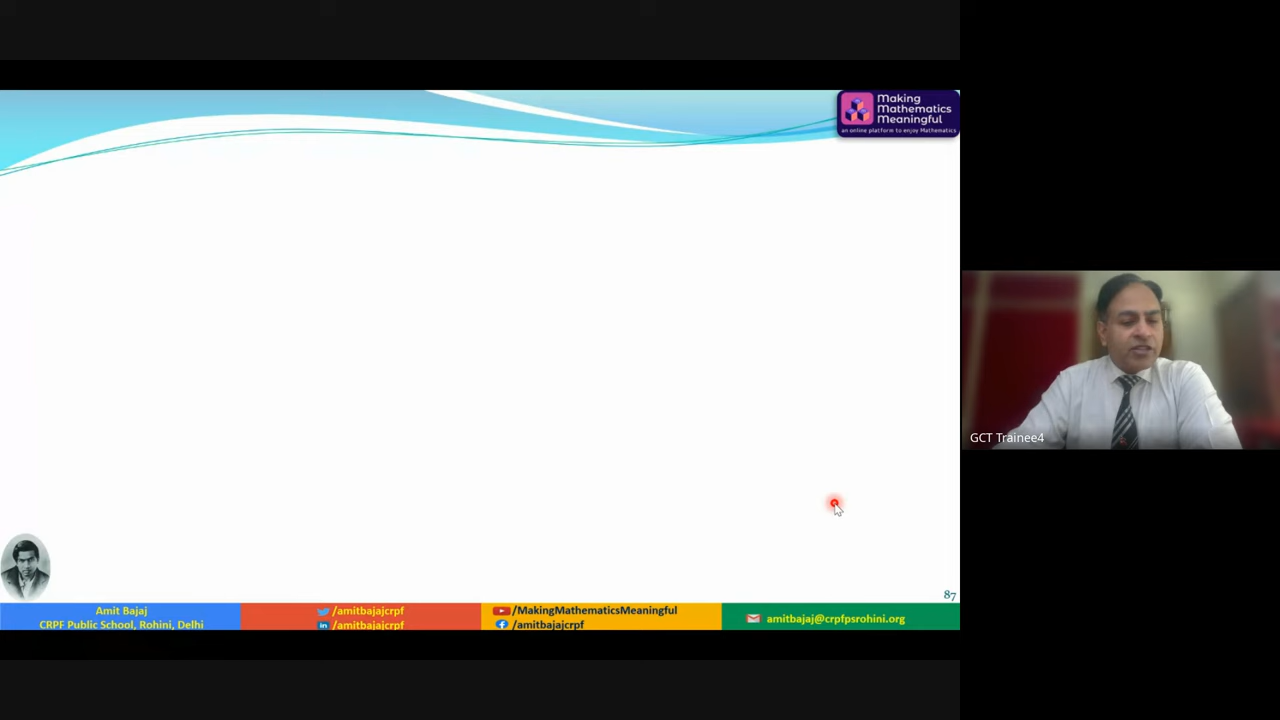 Making
Mathematics
Meaningful
an online platform to enjoy Mathematics
GCT Trainee4
87
Amit Bajaj
CRPF Public School, Rohini, Delhi
/amitbajajcrpf
/amitbajajcrpf
/MakingMathematicsMeaningful
/amitbajajcrpf
amitbajaj@crpfpsrohini.org